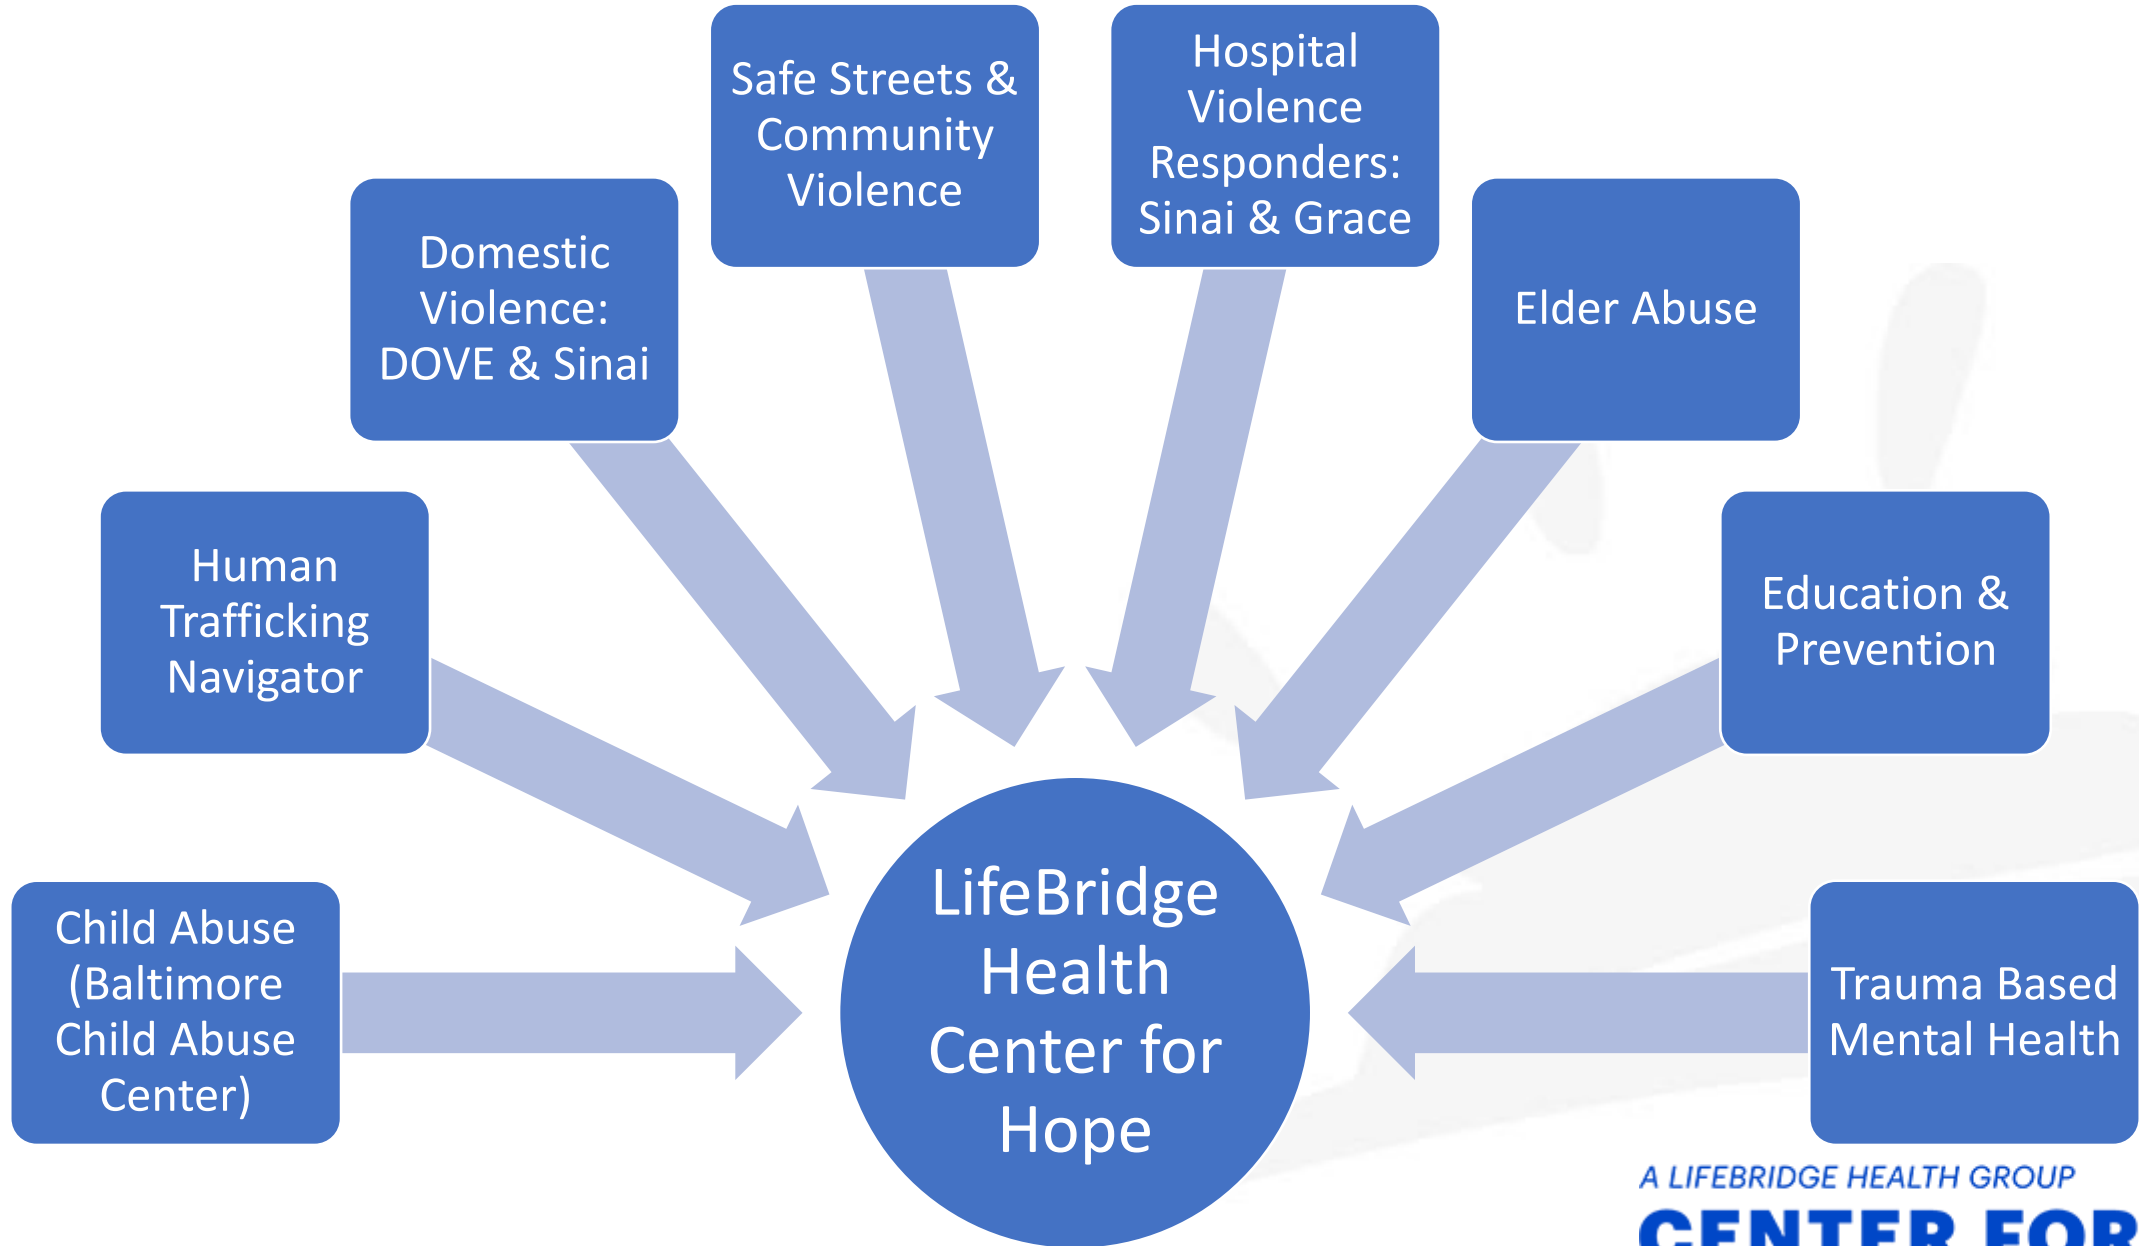 Safe Streets &
Community
Violence
Hospital
Violence
Responders:
Sinai & Grace
Domestic
Violence:
DOVE & Sinai
Elder Abuse
Human
Trafficking
Navigator
Education &
Prevention
Child Abuse
(Baltimore
Child Abuse
Center)
LifeBridge
Health
Center for
Hope
Trauma Based
Mental Health
A LIFEBRIDGE HEALTH GROUP
CENTER FOR